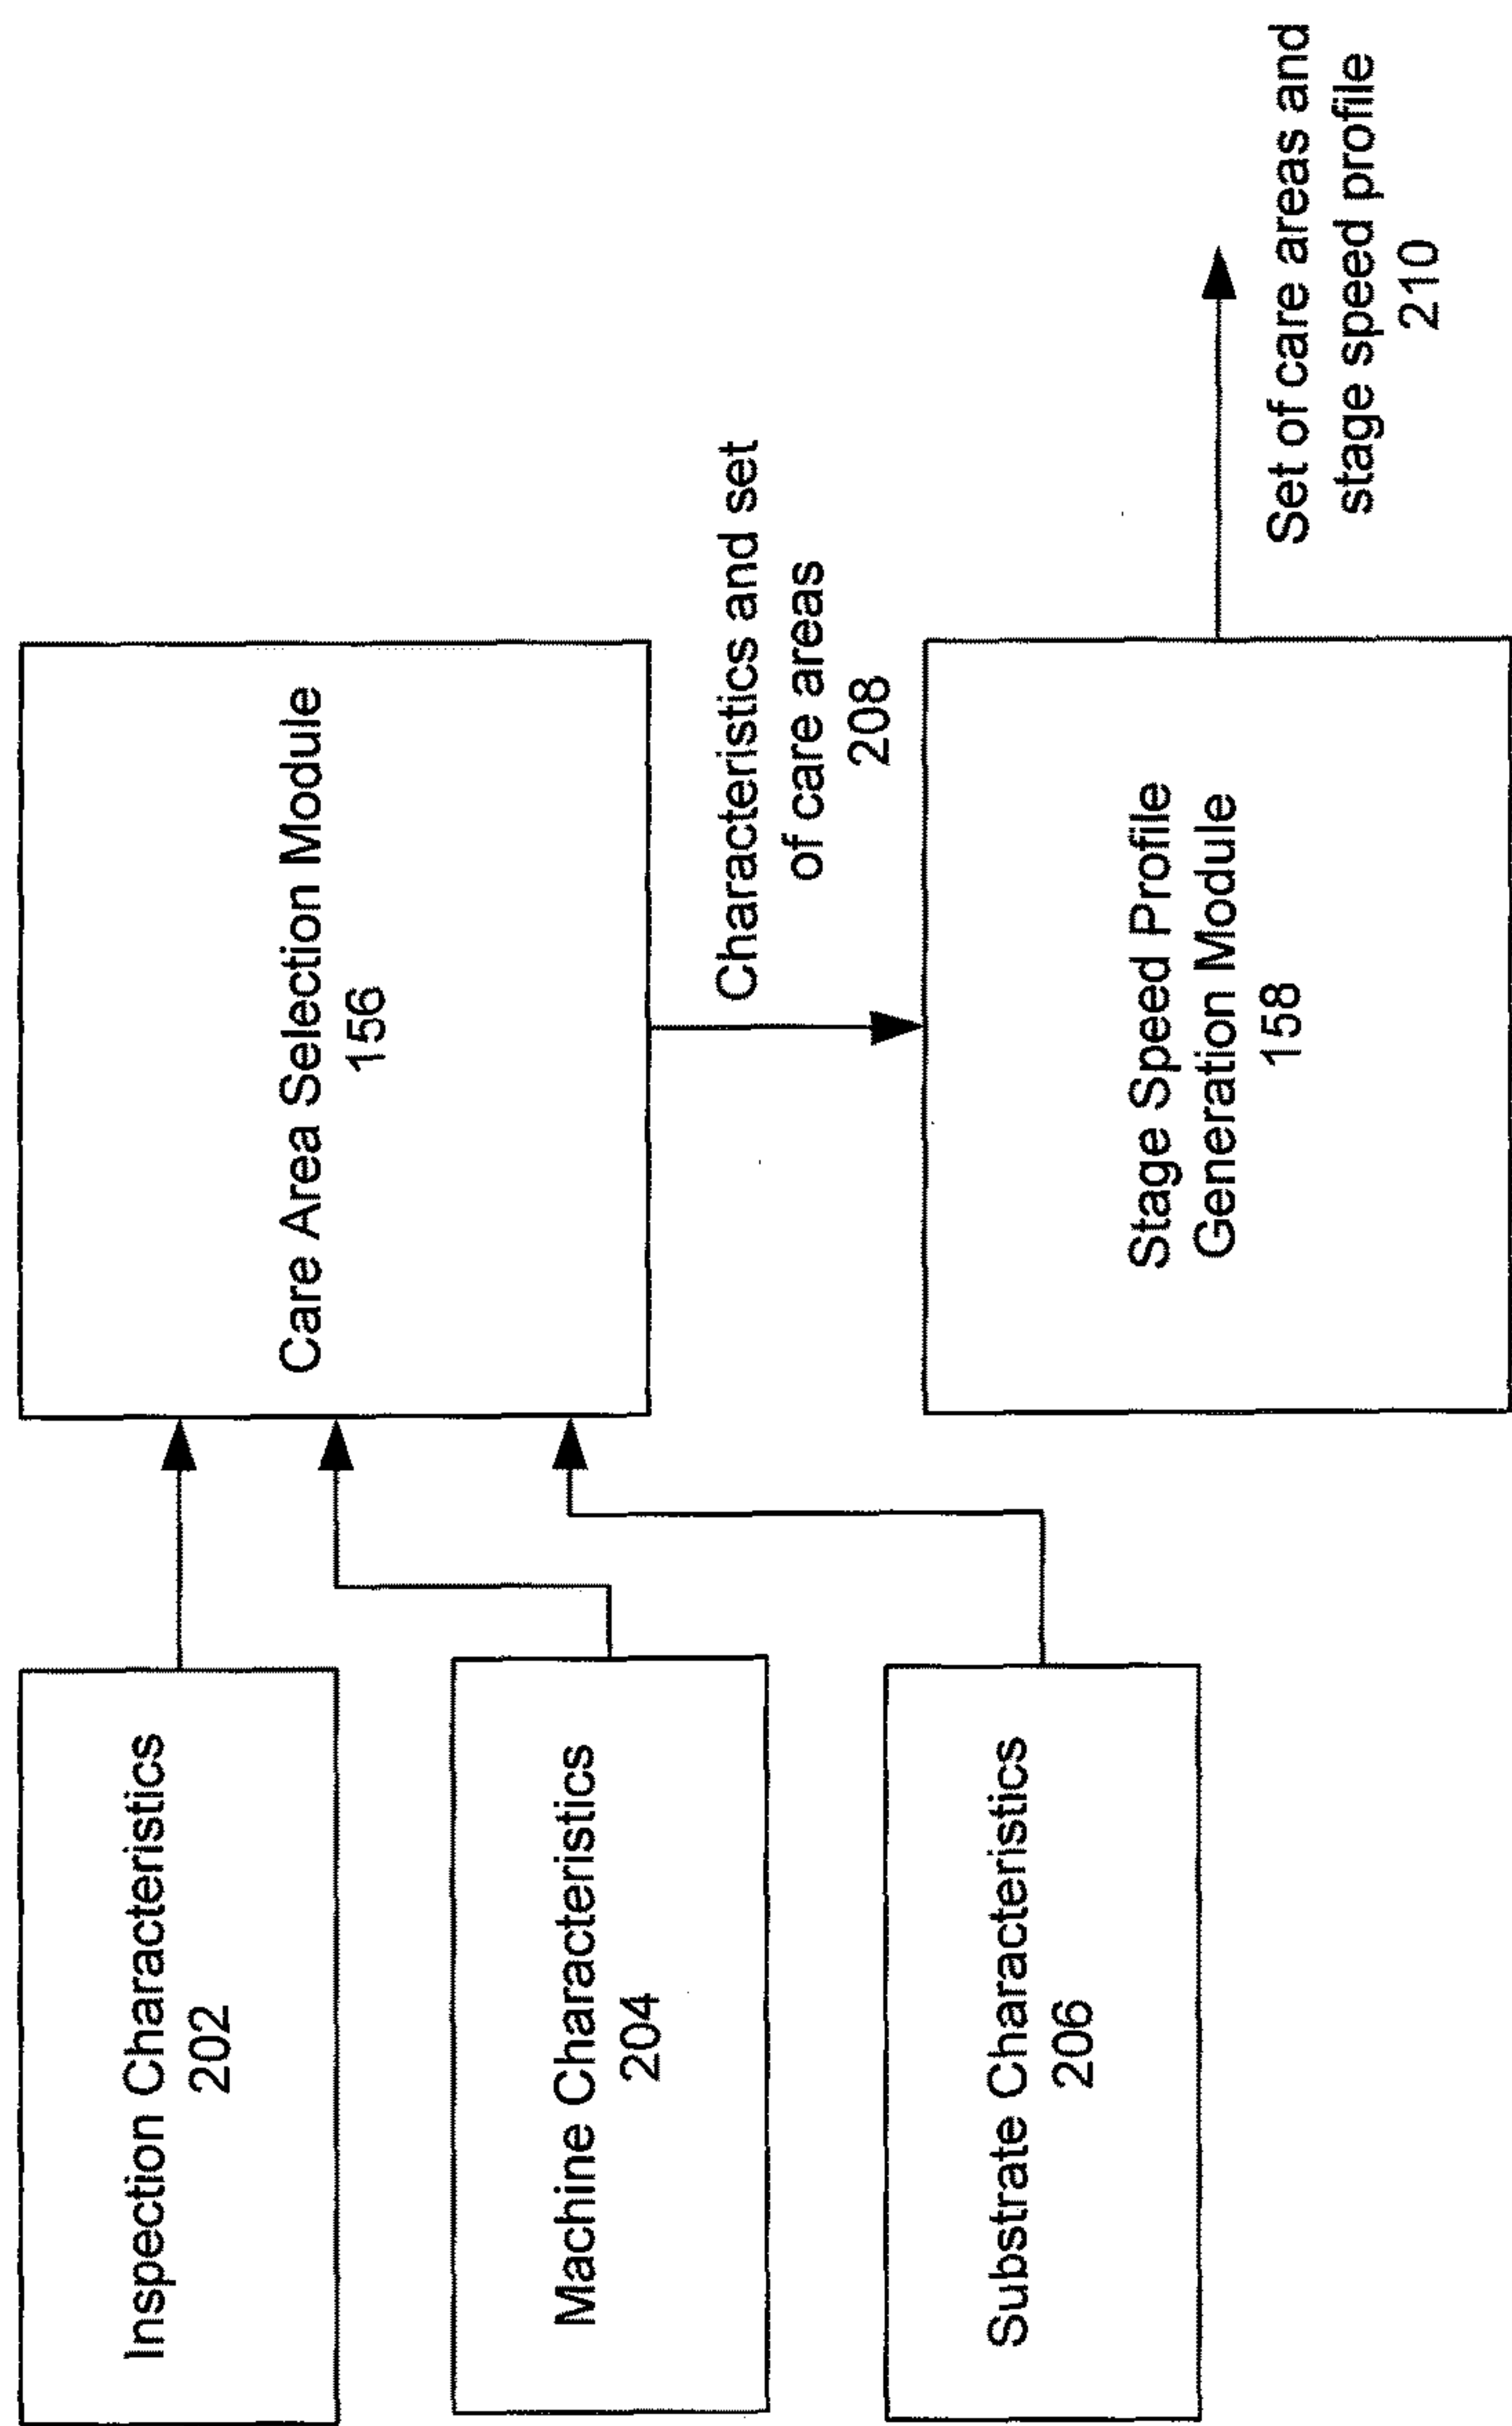 Inspection Characteristics
202
Machine Characteristics
204
Substrate Characteristics
206
Care Area Selection Module
156
Characteristics and set
of care areas
208
Stage Speed Profile
Generation Module
158
Set of care areas and
stage speed profile
210